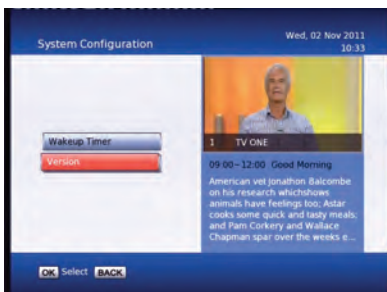 System Configuration
Wed, 02 Nov 2011
10:33
Wakeup Timer
Version
1 TV ONE
09:00~12:00 Good Morning
American vet Jonathon Balcombe
on his research whichshows
animals have feelings too; Astar
cooks some quick and tasty meals;
and Pam Corkery and Wallace
Chapman spar over the weeks e...
OK Select BACK